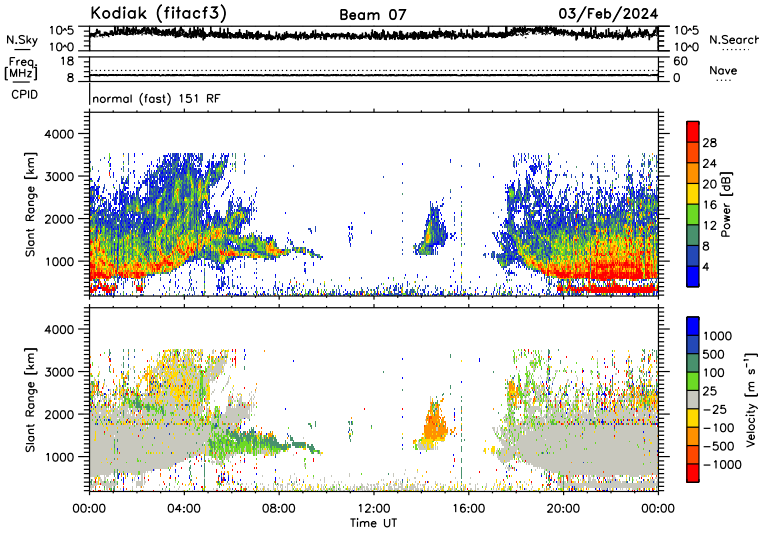 Kodiak (fitacf3) Beam 07 03/Feb/2024
N.Sky 10^5 10^0 10^5 10^0 N.Search
Freq. [MHz] 18 8 60 0 Nave
CPID normal (fast) 151 RF
Slant Range [km] 4000 3000 2000 1000
Power [dB] 28 24 20 16 12 8 4
Slant Range [km] 4000 3000 2000 1000
Velocity [m s⁻¹] 1000 500 100 25 −25 −100 −500 −1000
00:00 04:00 08:00 12:00 16:00 20:00 00:00
Time UT